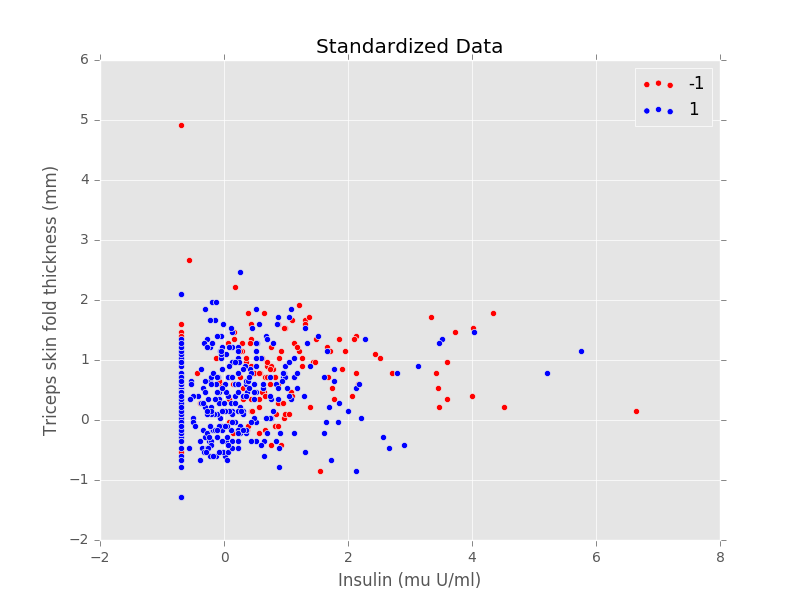 Standardized Data
-1
1
6
5
4
3
2
1
0
−1
−2
Triceps skin fold thickness (mm)
−2 0 2 4 6 8
Insulin (mu U/ml)